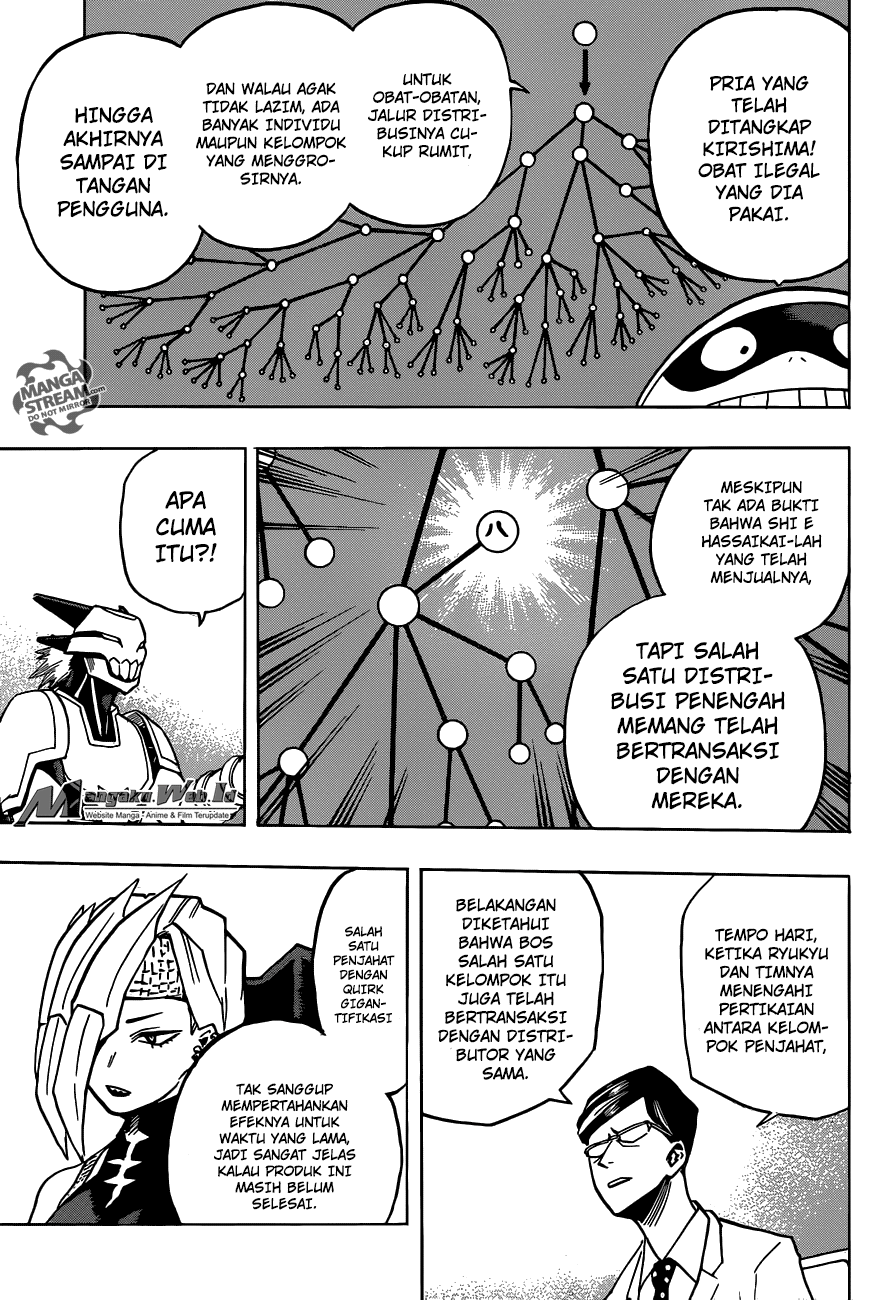 PRIA YANG
TELAH
DITANGKAP
KIRISHIMA!
OBAT ILEGAL
YANG DIA
PAKAI.
UNTUK
OBAT-OBATAN,
JALUR DISTRI-
BUSINYA CU-
KUP RUMIT,
DAN WALAU AGAK
TIDAK LAZIM, ADA
BANYAK INDIVIDU
MAUPUN KELOMPOK
YANG MENGGRO-
SIRNYA.
HINGGA
AKHIRNYA
SAMPAI DI
TANGAN
PENGGUNA.
MANGA
STREAM.com
DO NOT MIRROR
MESKIPUN
TAK ADA BUKTI
BAHWA SHI E
HASSAIKAI-LAH
YANG TELAH
MENJUALNYA,
八
TAPI SALAH
SATU DISTRI-
BUSI PENENGAH
MEMANG TELAH
BERTRANSAKSI
DENGAN
MEREKA.
APA
CUMA
ITU?!
Mangaku.Web.Id
Website Manga - Anime & Film Terupdate
TEMPO HARI,
KETIKA RYUKYU
DAN TIMNYA
MENENGAHI
PERTIKAIAN
ANTARA KELOM-
POK PENJAHAT,
BELAKANGAN
DIKETAHUI
BAHWA BOS
SALAH SATU
KELOMPOK ITU
JUGA TELAH
BERTRANSAKSI
DENGAN DISTRI-
BUTOR YANG
SAMA.
SALAH
SATU
PENJAHAT
DENGAN
QUIRK
GIGAN-
TIFIKASI
TAK SANGGUP
MEMPERTAHANKAN
EFEKNYA UNTUK
WAKTU YANG LAMA,
JADI SANGAT JELAS
KALAU PRODUK INI
MASIH BELUM
SELESAI.